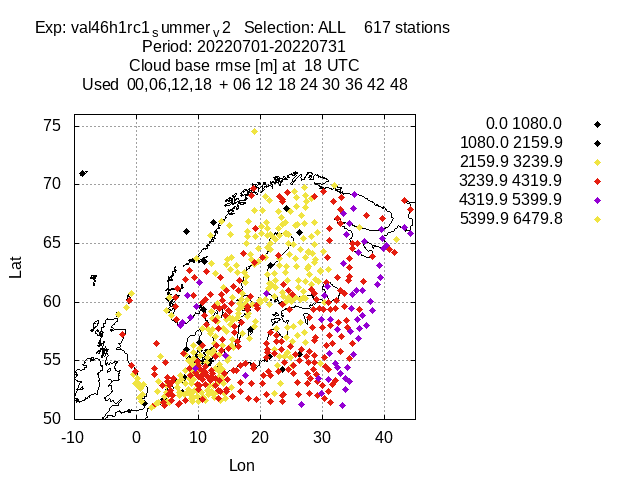 Exp: val46h1rc1summerv2 Selection: ALL 617 stations
Period: 20220701-20220731
Cloud base rmse [m] at 18 UTC
Used 00,06,12,18 + 06 12 18 24 30 36 42 48
0.0 1080.0
1080.0 2159.9
2159.9 3239.9
3239.9 4319.9
4319.9 5399.9
5399.9 6479.8
75
70
65
60
55
50
Lat
-10 0 10 20 30 40
Lon